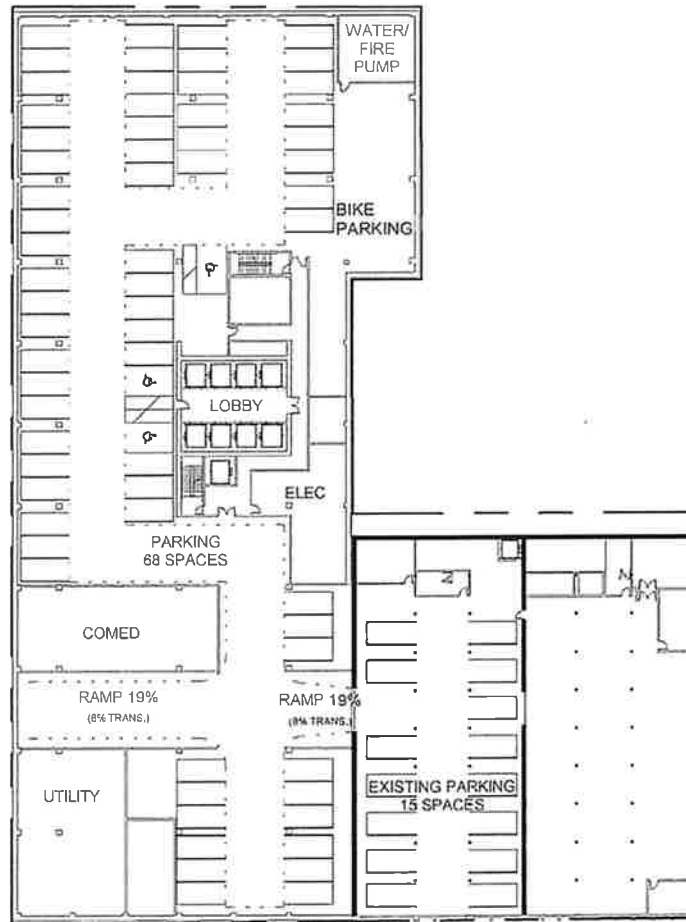 WATER/
FIRE
PUMP
BIKE
PARKING
LOBBY
ELEC
PARKING
68 SPACES
COMED
RAMP 19%
(8% TRANS.)
RAMP 19%
(8% TRANS.)
UTILITY
EXISTING PARKING
15 SPACES